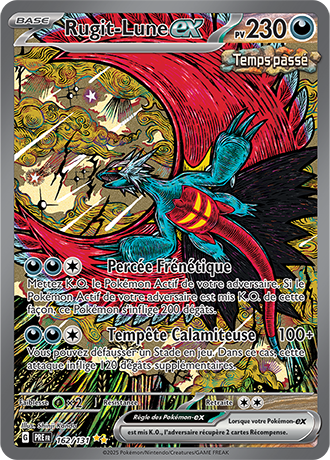 BASE
Rugit-Lune ex
PV 230
Temps passé
Percée Frénétique
Mettez K.O. le Pokémon Actif de votre adversaire. Si le
Pokémon Actif de votre adversaire est mis K.O. de cette
façon, ce Pokémon s'inflige 200 dégâts.
Tempête Calamiteuse 100+
Vous pouvez défausser un Stade en jeu. Dans ce cas, cette
attaque inflige 120 dégâts supplémentaires.
Faiblesse ×2 Résistance Retraite
Illus.
Règle des Pokémon-ex
Lorsque votre Pokémon-ex
est mis K.O., l'adversaire récupère 2 cartes Récompense.
PRE FR 162/131
©2025 Pokémon/Nintendo/Creatures/GAME FREAK